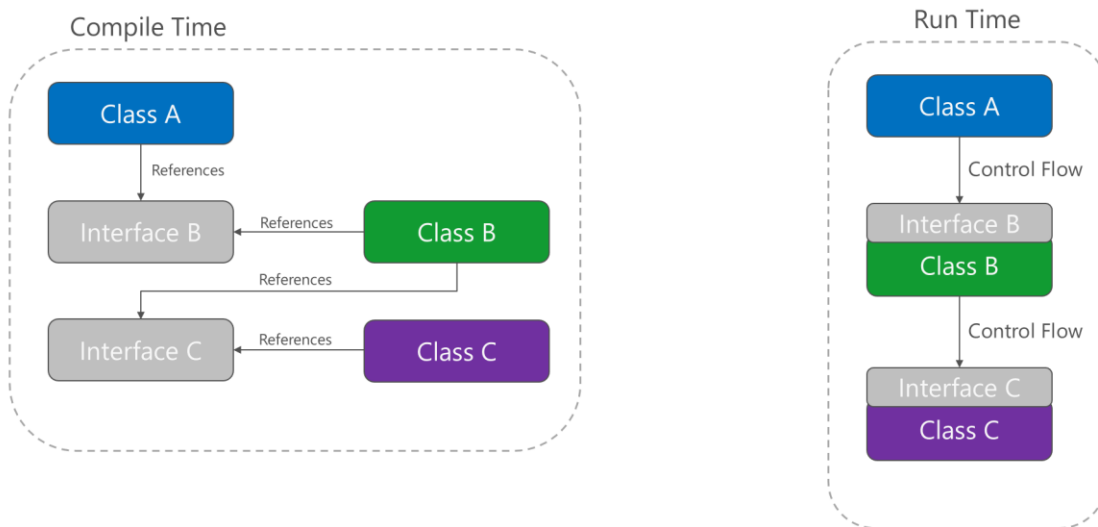 Compile Time
Class A
References
Interface B
References
Class B
References
Interface C
References
Class C
Run Time
Class A
Control Flow
Interface B
Class B
Control Flow
Interface C
Class C